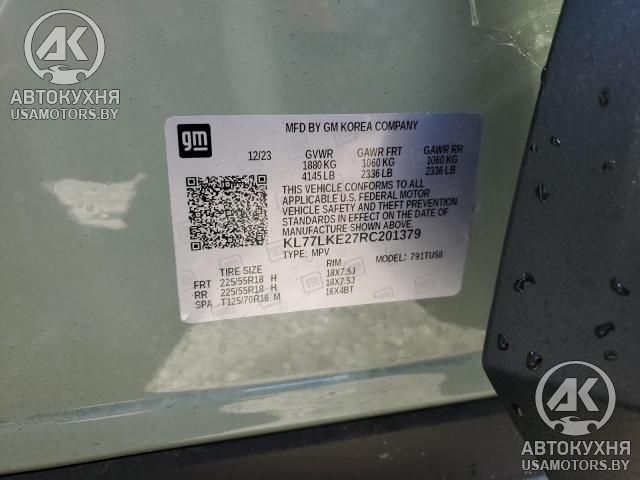 AK
АВТОКУХНЯ
USAMOTORS.BY
gm
MFD BY GM KOREA COMPANY
12/23 GVWR GAWR FRT GAWR RR
1880 KG 1060 KG 1060 KG
4145 LB 2336 LB 2336 LB
THIS VEHICLE CONFORMS TO ALL
APPLICABLE U.S. FEDERAL MOTOR
VEHICLE SAFETY AND THEFT PREVENTION
STANDARDS IN EFFECT ON THE DATE OF
MANUFACTURE SHOWN ABOVE.
KL77LKE27RC201379
TYPE: MPV MODEL: 791TU58
TIRE SIZE RIM
FRT 225/55R18 H 18X7.5J
RR 225/55R18 H 18X7.5J
SPA T125/70R16 M 16X4BT
AK
АВТОКУХНЯ
USAMOTORS.BY